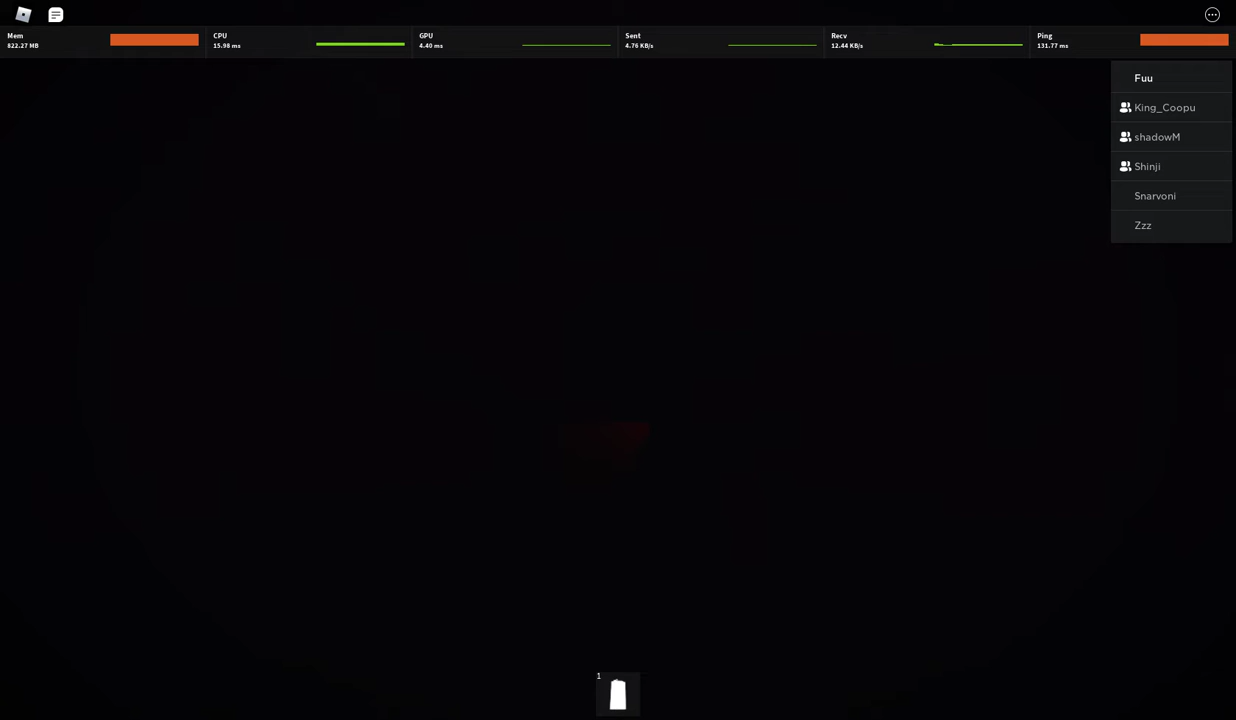 Mem
822.27 MB
CPU
15.98 ms
GPU
4.40 ms
Sent
4.76 KB/s
Recv
12.44 KB/s
Ping
131.77 ms
Fuu
King_Coopu
shadowM
Shinji
Snarvoni
Zzz
1